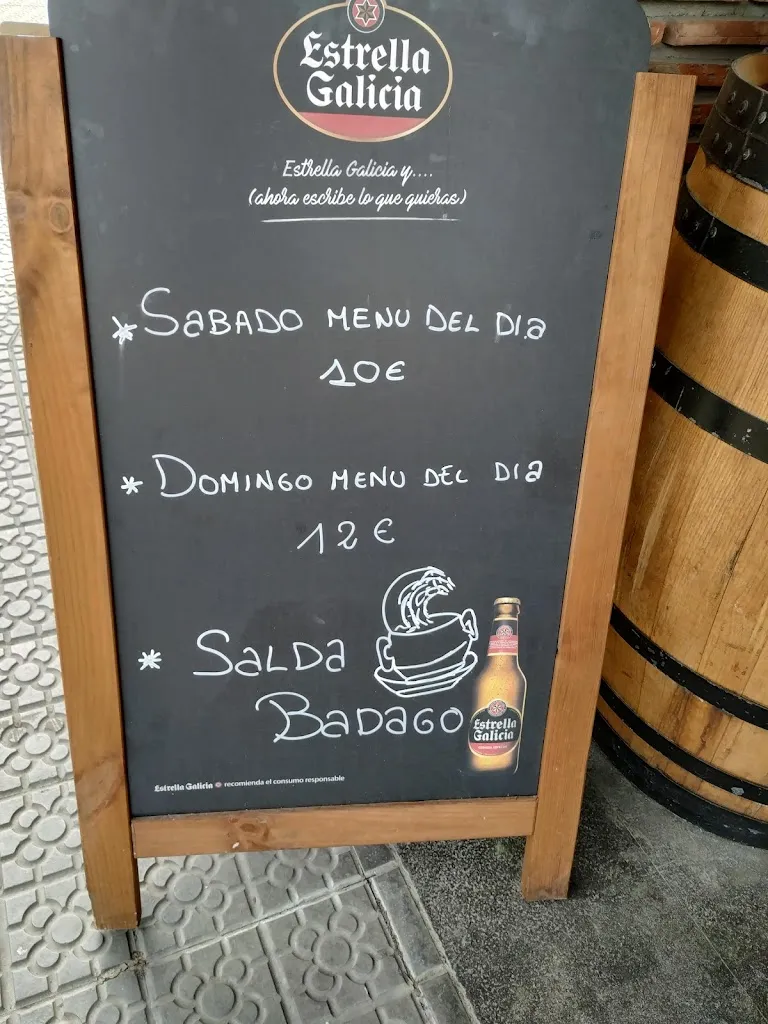 Estrella
Galicia
Estrella Galicia y....
(ahora escribe lo que quieras)
* SaBADO MENU DEL DIa
10€
* DOMINGO MENU DEL DIa
12€
* SaLDa
BaDaGO
Estrella
Galicia
Estrella Galicia recomienda el consumo responsable